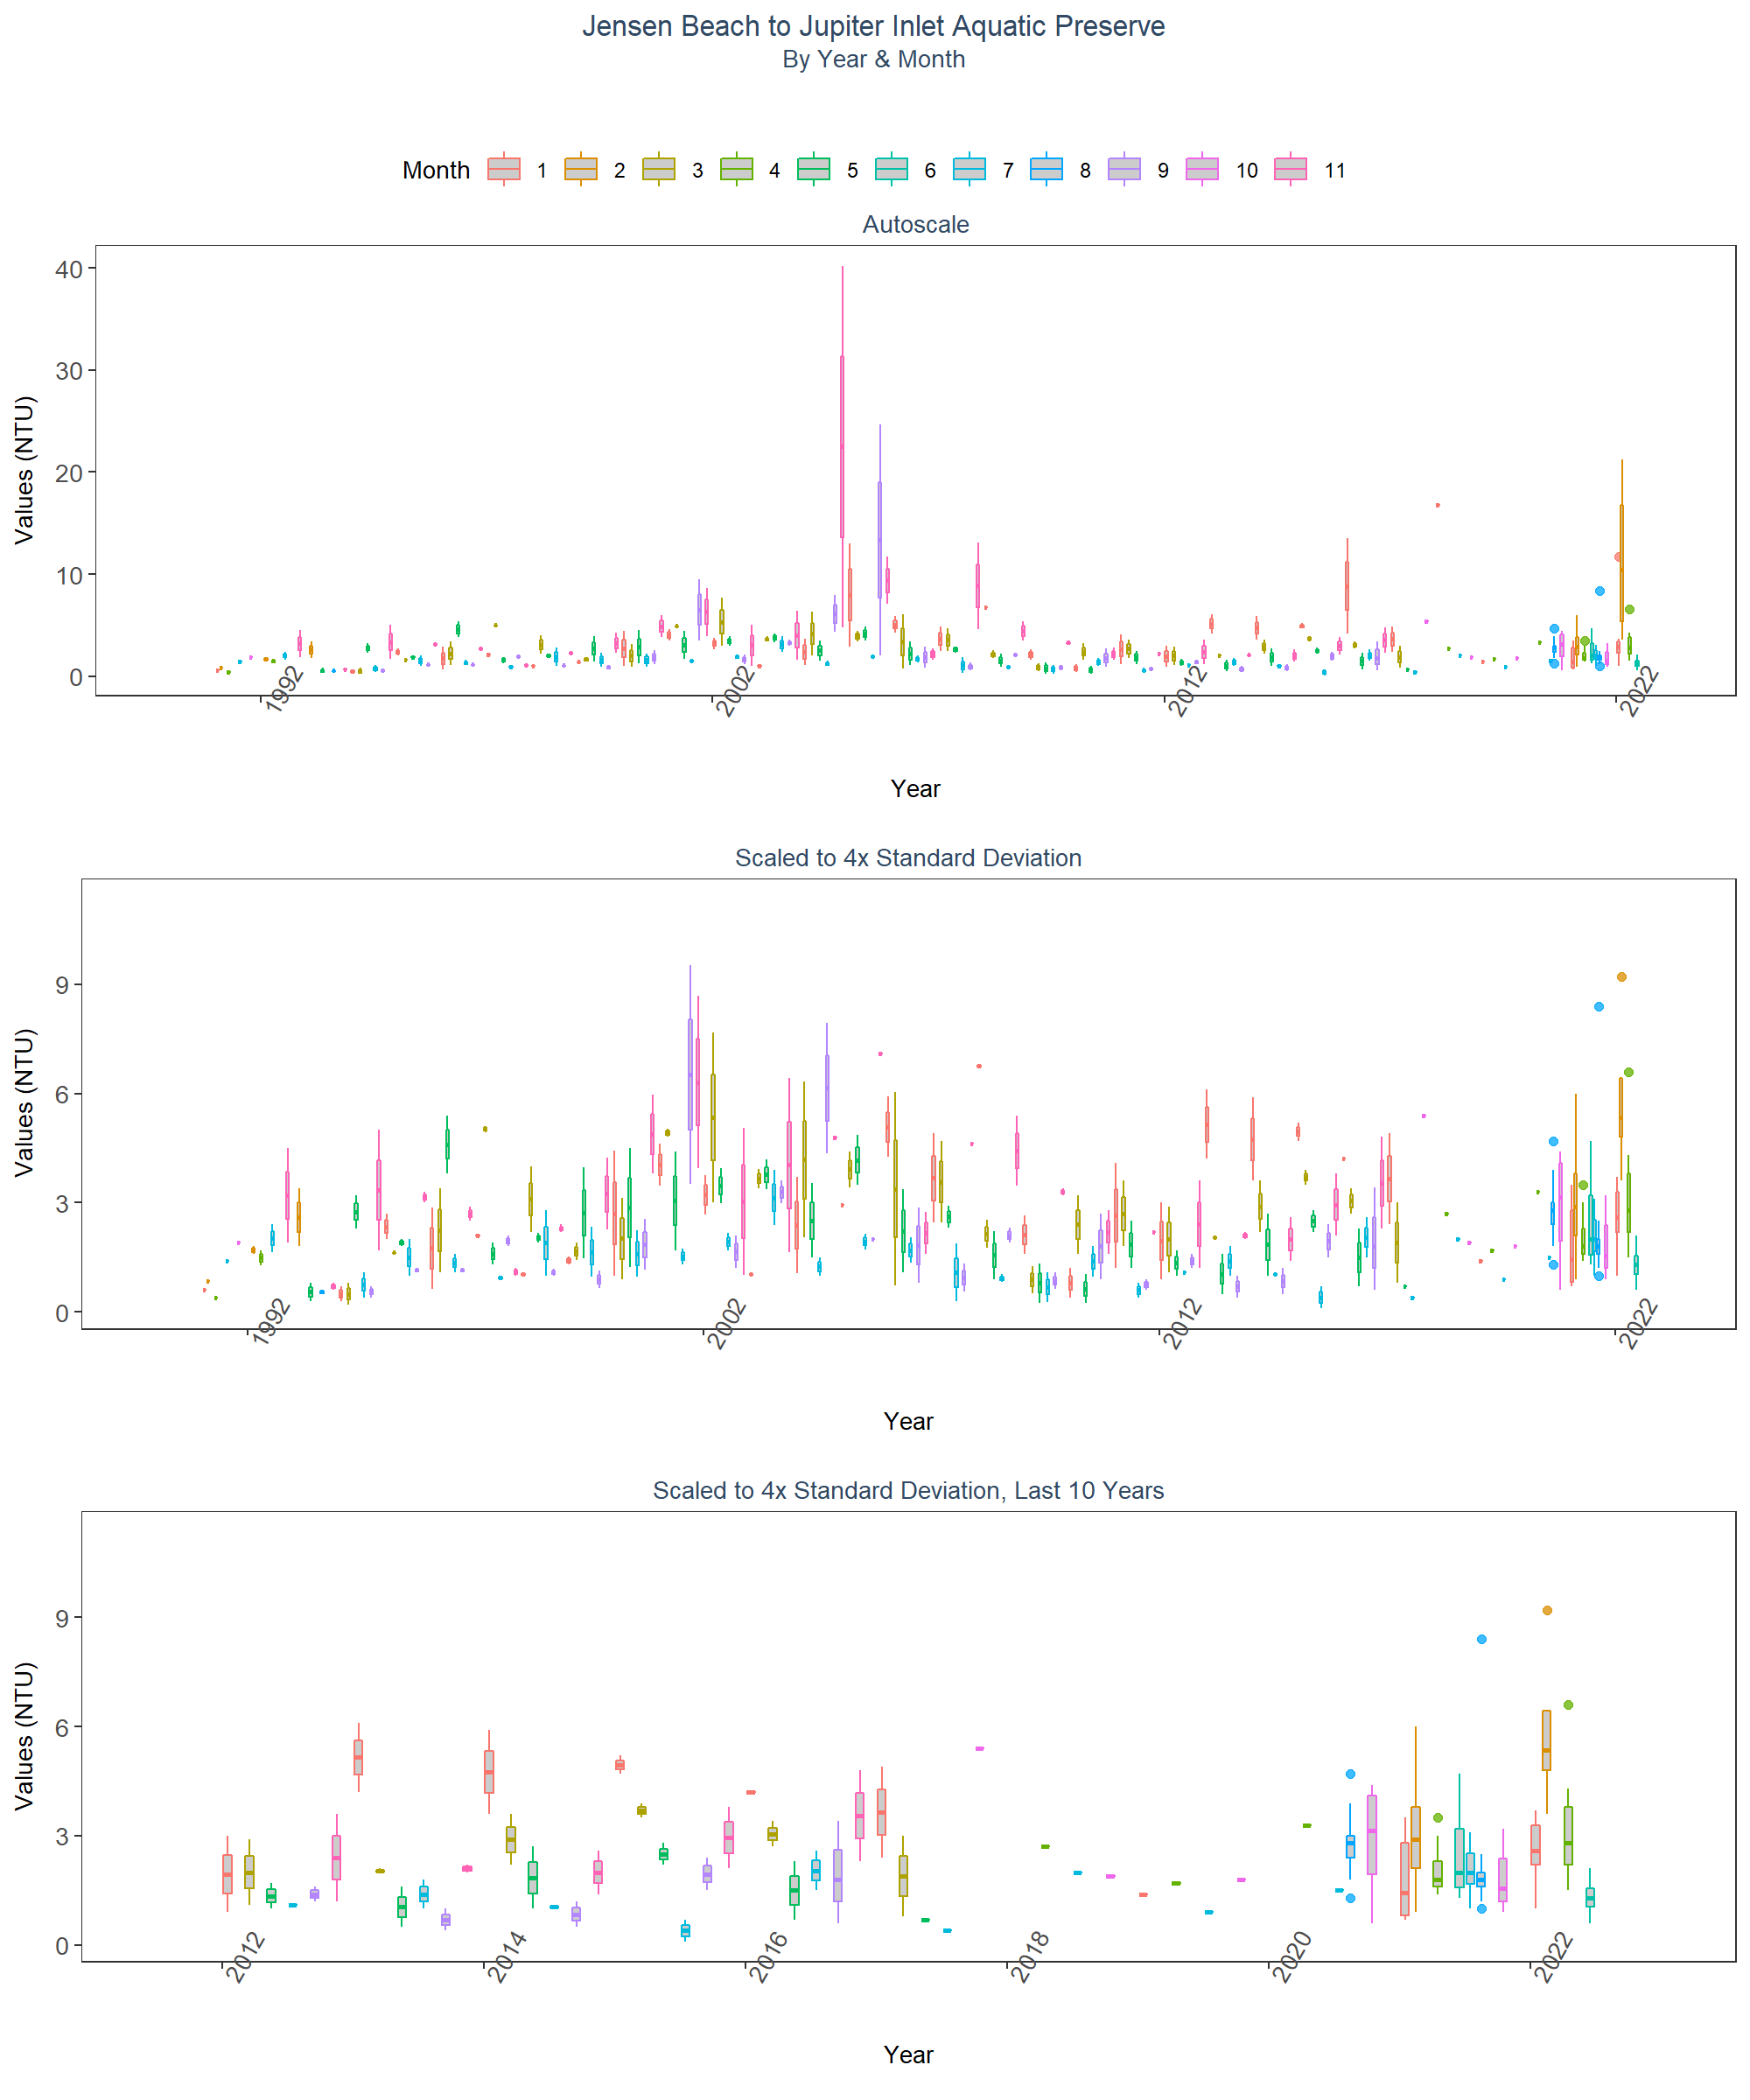 Jensen Beach to Jupiter Inlet Aquatic Preserve
By Year & Month
Month 1 2 3 4 5 6 7 8 9 10 11
Autoscale
Values (NTU)
40
30
20
10
0
1992 2002 2012 2022
Year
Scaled to 4x Standard Deviation
Values (NTU)
9
6
3
0
1992 2002 2012 2022
Year
Scaled to 4x Standard Deviation, Last 10 Years
Values (NTU)
9
6
3
0
2012 2014 2016 2018 2020 2022
Year